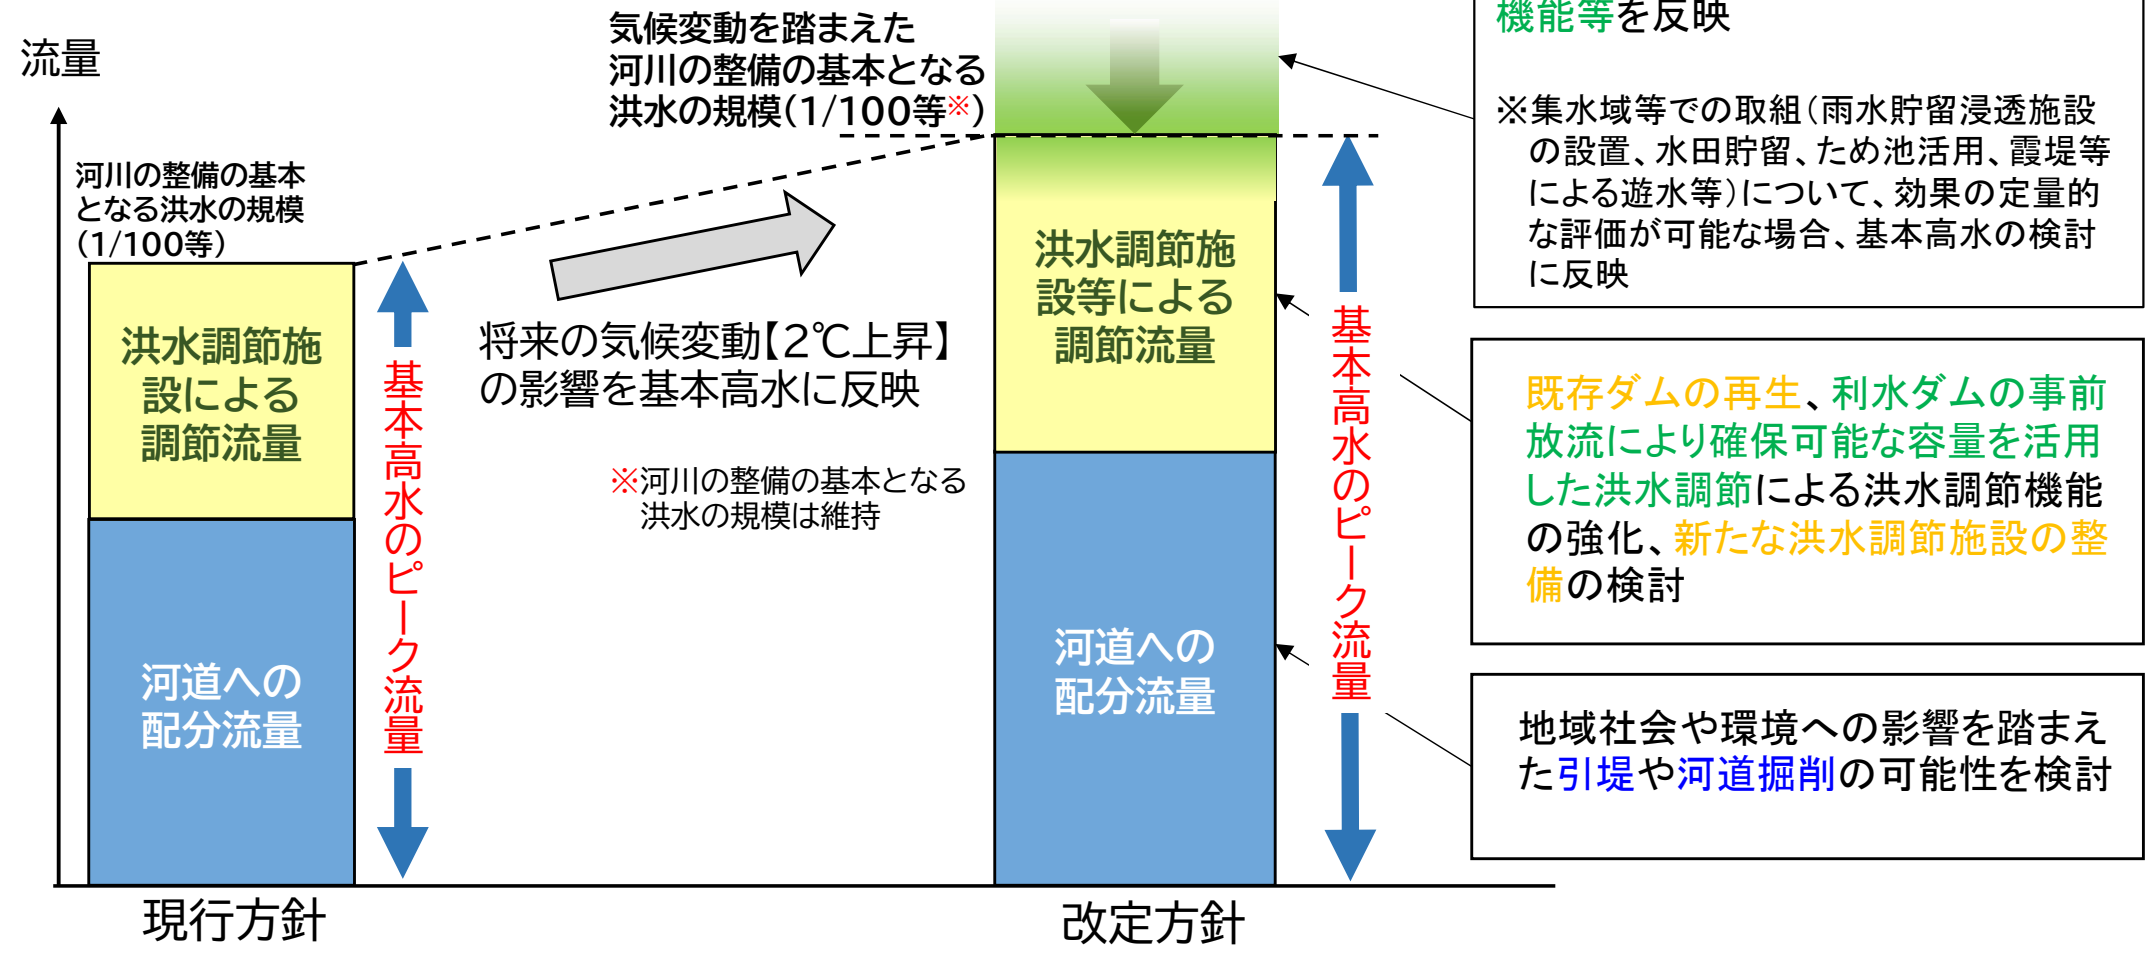 流量
気候変動を踏まえた
河川の整備の基本となる
洪水の規模(1/100等※)
河川の整備の基本
となる洪水の規模
(1/100等)
洪水調節施
設による
調節流量
河道への
配分流量
基本高水のピーク流量
将来の気候変動【2℃上昇】
の影響を基本高水に反映
※河川の整備の基本となる
洪水の規模は維持
洪水調節施
設等による
調節流量
河道への
配分流量
基本高水のピーク流量
現行方針
改定方針
機能等を反映
※集水域等での取組(雨水貯留浸透施設
の設置、水田貯留、ため池活用、霞堤等
による遊水等)について、効果の定量的
な評価が可能な場合、基本高水の検討
に反映
既存ダムの再生、利水ダムの事前
放流により確保可能な容量を活用
した洪水調節による洪水調節機能
の強化、新たな洪水調節施設の整
備の検討
地域社会や環境への影響を踏まえ
た引堤や河道掘削の可能性を検討